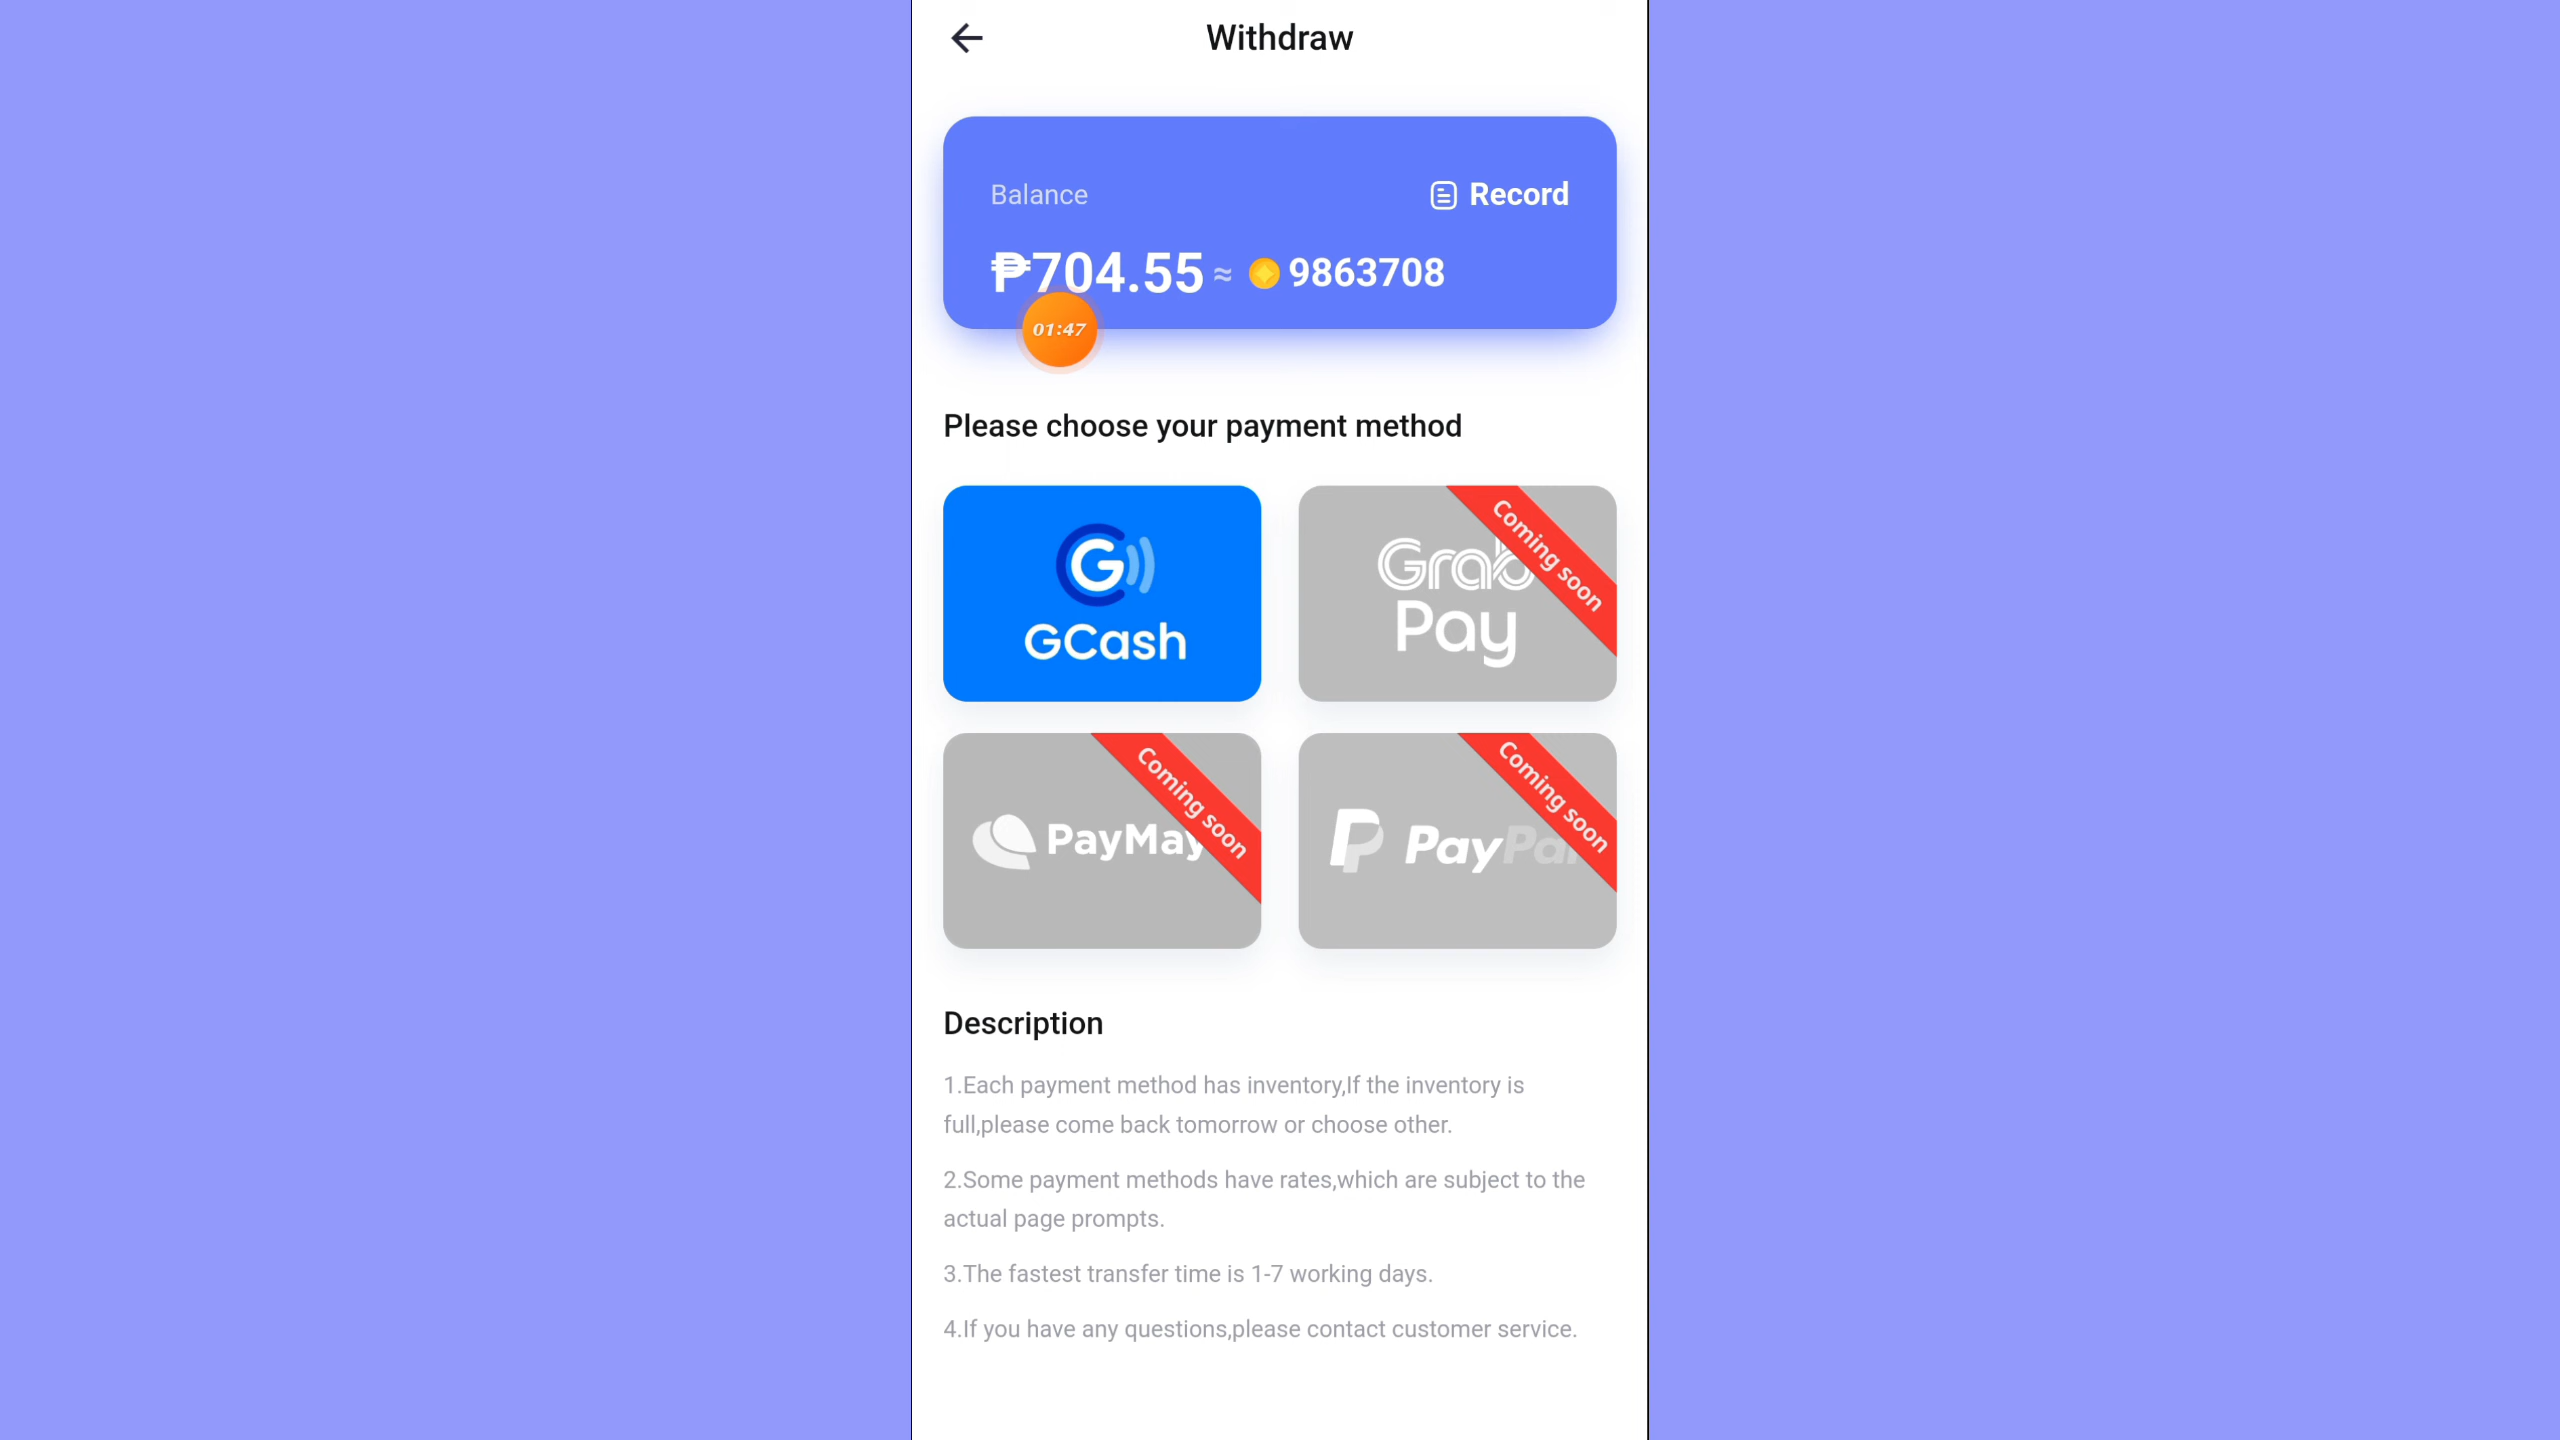 Withdraw
Balance
Record
₱704.55 ≈ 9863708
01:47
Please choose your payment method
G
GCash
Grab
Pay
Coming soon
PayMay
Coming soon
PayPal
Coming soon
Description
1.Each payment method has inventory,If the inventory is
full,please come back tomorrow or choose other.
2.Some payment methods have rates,which are subject to the
actual page prompts.
3.The fastest transfer time is 1-7 working days.
4.If you have any questions,please contact customer service.